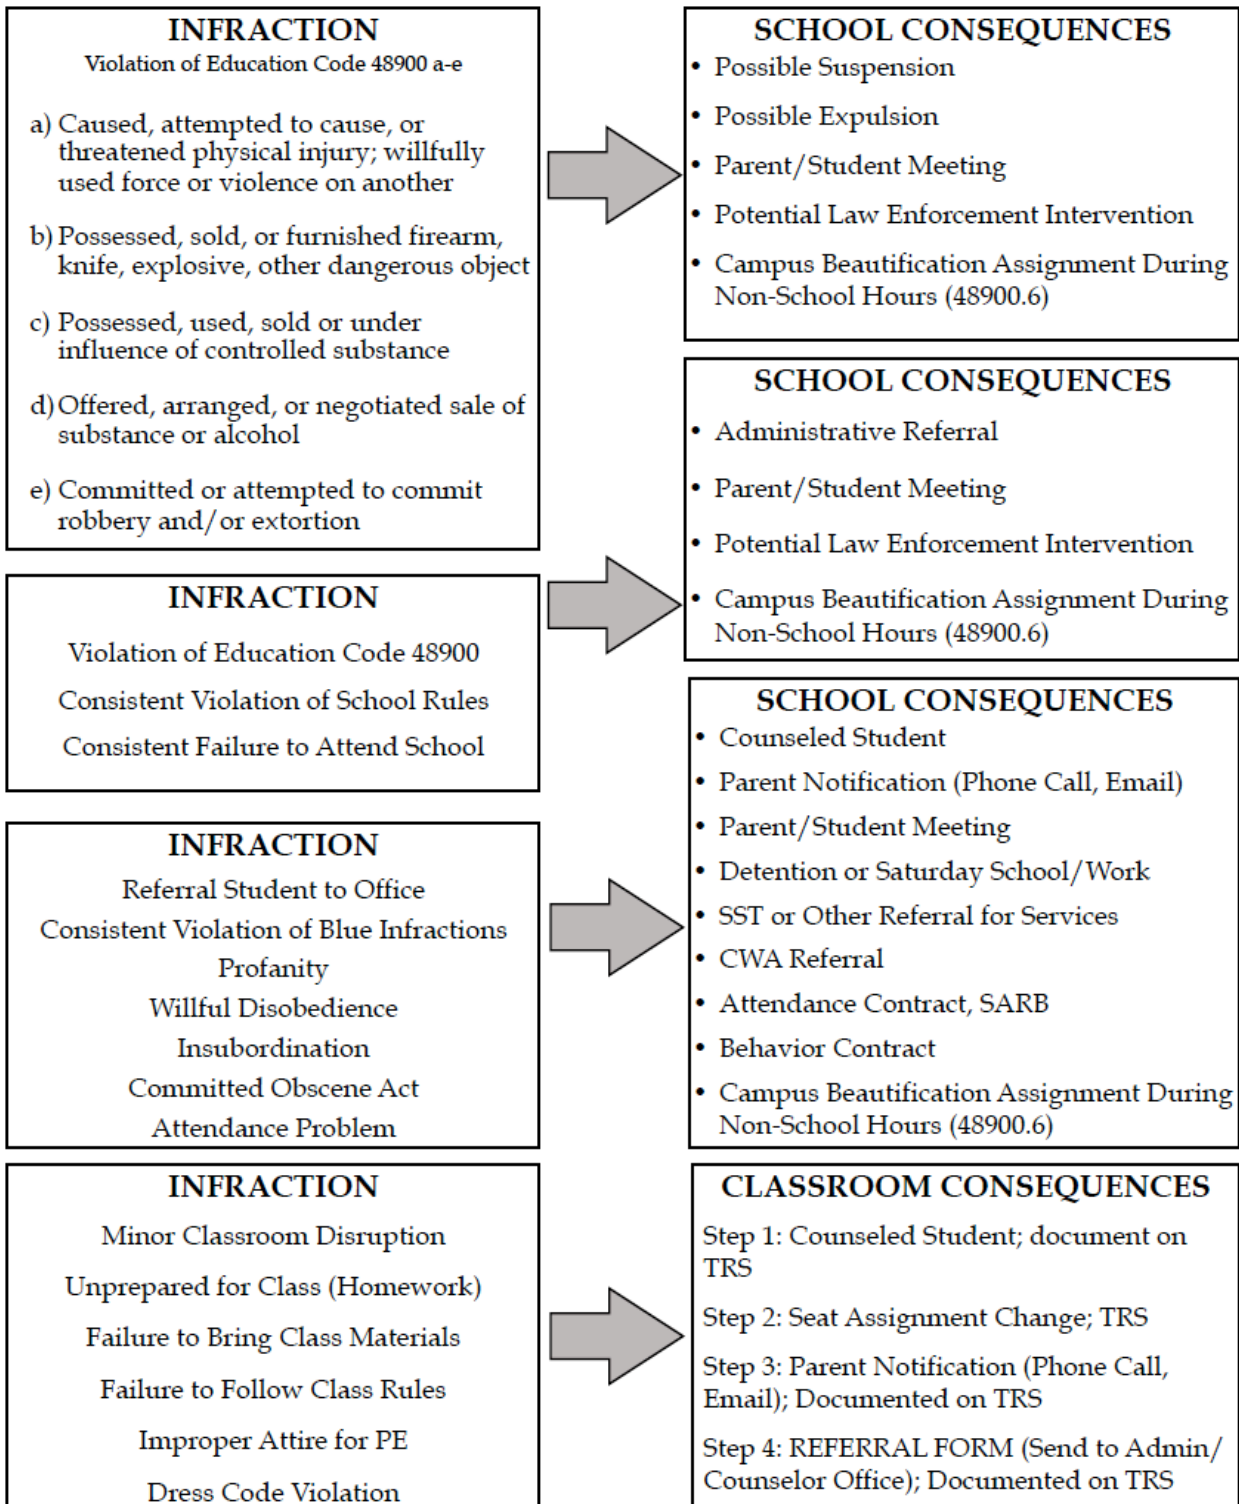 INFRACTION
Violation of Education Code 48900 a-e
a) Caused, attempted to cause, or
threatened physical injury; willfully
used force or violence on another
b) Possessed, sold, or furnished firearm,
knife, explosive, other dangerous object
c) Possessed, used, sold or under
influence of controlled substance
d) Offered, arranged, or negotiated sale of
substance or alcohol
e) Committed or attempted to commit
robbery and/or extortion
SCHOOL CONSEQUENCES
• Possible Suspension
• Possible Expulsion
• Parent/Student Meeting
• Potential Law Enforcement Intervention
• Campus Beautification Assignment During
Non-School Hours (48900.6)
INFRACTION
Violation of Education Code 48900
Consistent Violation of School Rules
Consistent Failure to Attend School
SCHOOL CONSEQUENCES
• Administrative Referral
• Parent/Student Meeting
• Potential Law Enforcement Intervention
• Campus Beautification Assignment During
Non-School Hours (48900.6)
INFRACTION
Referral Student to Office
Consistent Violation of Blue Infractions
Profanity
Willful Disobedience
Insubordination
Committed Obscene Act
Attendance Problem
SCHOOL CONSEQUENCES
• Counseled Student
• Parent Notification (Phone Call, Email)
• Parent/Student Meeting
• Detention or Saturday School/Work
• SST or Other Referral for Services
• CWA Referral
• Attendance Contract, SARB
• Behavior Contract
• Campus Beautification Assignment During
Non-School Hours (48900.6)
INFRACTION
Minor Classroom Disruption
Unprepared for Class (Homework)
Failure to Bring Class Materials
Failure to Follow Class Rules
Improper Attire for PE
Dress Code Violation
CLASSROOM CONSEQUENCES
Step 1: Counseled Student; document on
TRS
Step 2: Seat Assignment Change; TRS
Step 3: Parent Notification (Phone Call,
Email); Documented on TRS
Step 4: REFERRAL FORM (Send to Admin/
Counselor Office); Documented on TRS